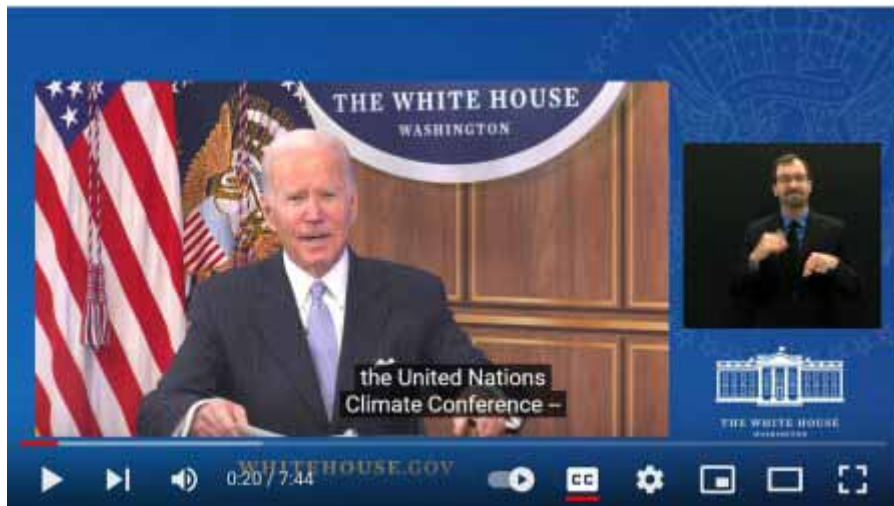 THE WHITE HOUSE
WASHINGTON
the United Nations
Climate Conference –
THE WHITE HOUSE
WASHINGTON
WHITEHOUSE.GOV
0:20 / 7:44
CC